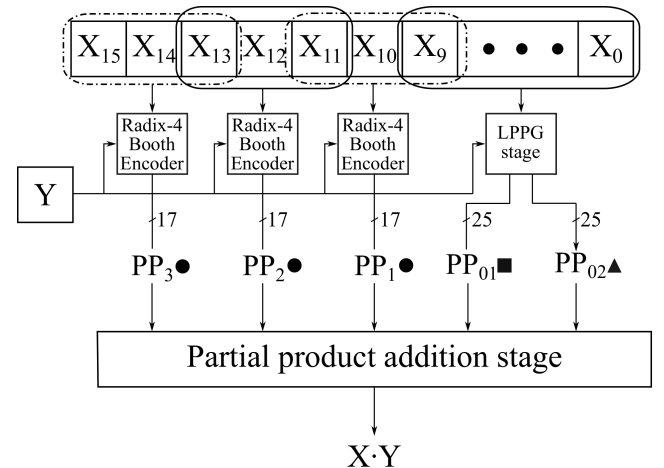 X15 X14 X13 X12 X11 X10 X9 • • • X0
Radix-4 Booth Encoder
Radix-4 Booth Encoder
Radix-4 Booth Encoder
LPPG stage
Y
17 17 17 25 25
PP3● PP2● PP1● PP01■ PP02▲
Partial product addition stage
X·Y